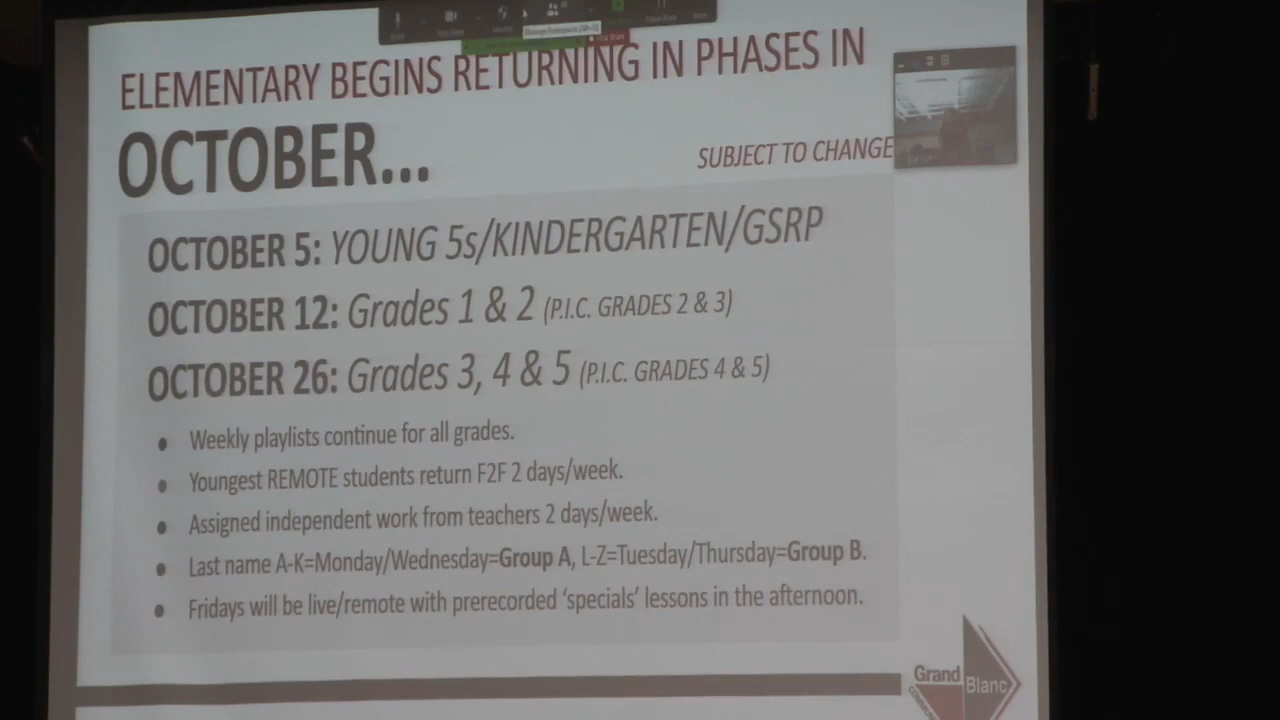 ELEMENTARY BEGINS RETURNING IN PHASES IN
OCTOBER...
SUBJECT TO CHANGE
OCTOBER 5: YOUNG 5s/KINDERGARTEN/GSRP
OCTOBER 12: Grades 1 & 2 (P.I.C. GRADES 2 & 3)
OCTOBER 26: Grades 3, 4 & 5 (P.I.C. GRADES 4 & 5)
• Weekly playlists continue for all grades.
• Youngest REMOTE students return F2F 2 days/week.
• Assigned independent work from teachers 2 days/week.
• Last name A-K=Monday/Wednesday=Group A, L-Z=Tuesday/Thursday=Group B.
• Fridays will be live/remote with prerecorded ‘specials’ lessons in the afternoon.
Grand
Blanc